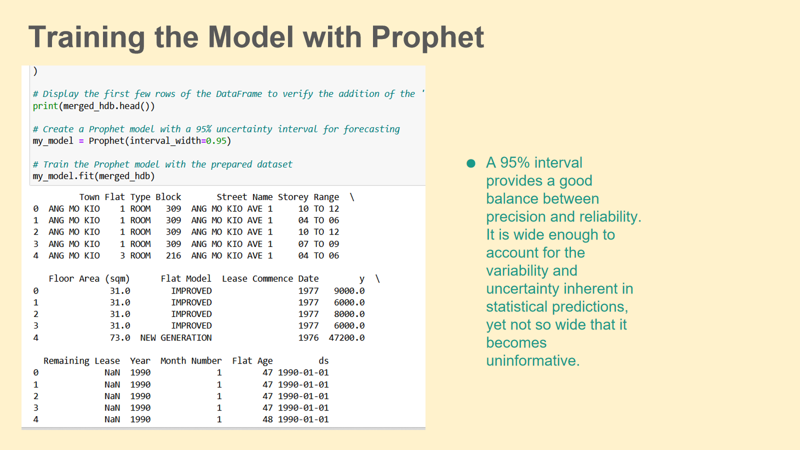 Training the Model with Prophet
)
# Display the first few rows of the DataFrame to verify the addition of the '
print(merged_hdb.head())
# Create a Prophet model with a 95% uncertainty interval for forecasting
my_model = Prophet(interval_width=0.95)
# Train the Prophet model with the prepared dataset
my_model.fit(merged_hdb)
Town Flat Type Block Street Name Storey Range \
0 ANG MO KIO 1 ROOM 309 ANG MO KIO AVE 1 10 TO 12
1 ANG MO KIO 1 ROOM 309 ANG MO KIO AVE 1 04 TO 06
2 ANG MO KIO 1 ROOM 309 ANG MO KIO AVE 1 10 TO 12
3 ANG MO KIO 1 ROOM 309 ANG MO KIO AVE 1 07 TO 09
4 ANG MO KIO 3 ROOM 216 ANG MO KIO AVE 1 04 TO 06
Floor Area (sqm) Flat Model Lease Commence Date y \
0 31.0 IMPROVED 1977 9000.0
1 31.0 IMPROVED 1977 6000.0
2 31.0 IMPROVED 1977 8000.0
3 31.0 IMPROVED 1977 6000.0
4 73.0 NEW GENERATION 1976 47200.0
Remaining Lease Year Month Number Flat Age ds
0 NaN 1990 1 47 1990-01-01
1 NaN 1990 1 47 1990-01-01
2 NaN 1990 1 47 1990-01-01
3 NaN 1990 1 47 1990-01-01
4 NaN 1990 1 48 1990-01-01
● A 95% interval
provides a good
balance between
precision and reliability.
It is wide enough to
account for the
variability and
uncertainty inherent in
statistical predictions,
yet not so wide that it
becomes
uninformative.